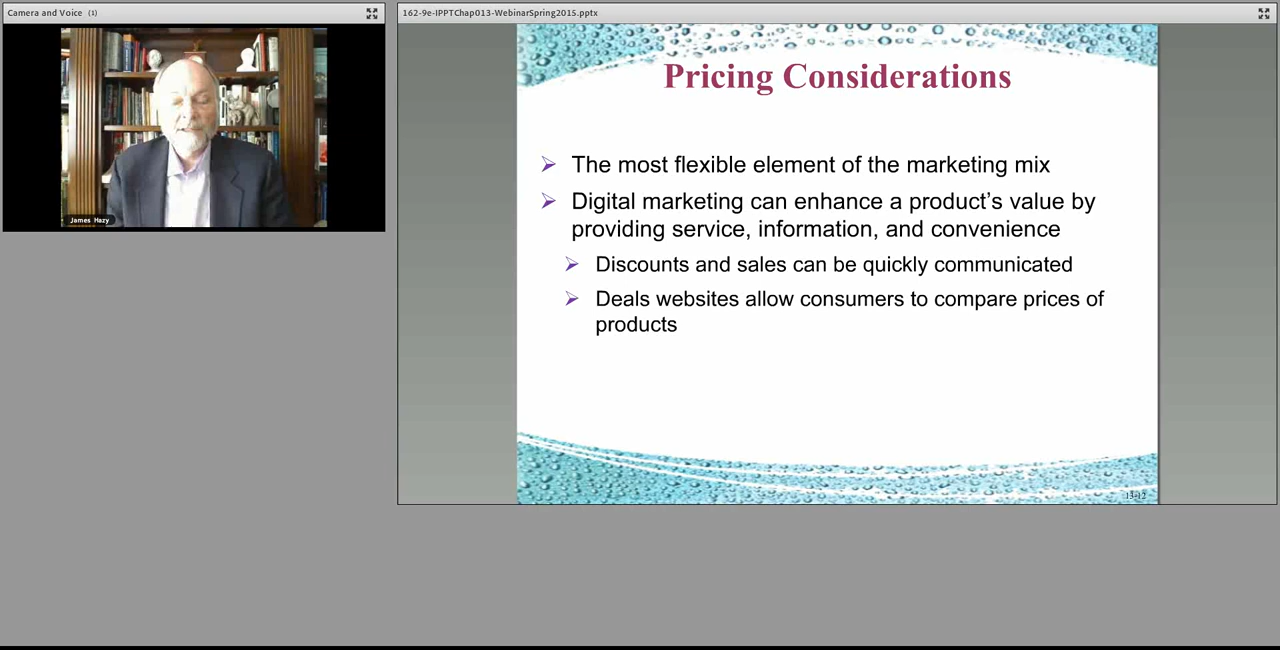 Camera and Voice (1)
James Hazy
162-9e-IPPTChap013-WebinarSpring2015.pptx
Pricing Considerations
The most flexible element of the marketing mix
Digital marketing can enhance a product's value by
providing service, information, and convenience
Discounts and sales can be quickly communicated
Deals websites allow consumers to compare prices of
products
13-12